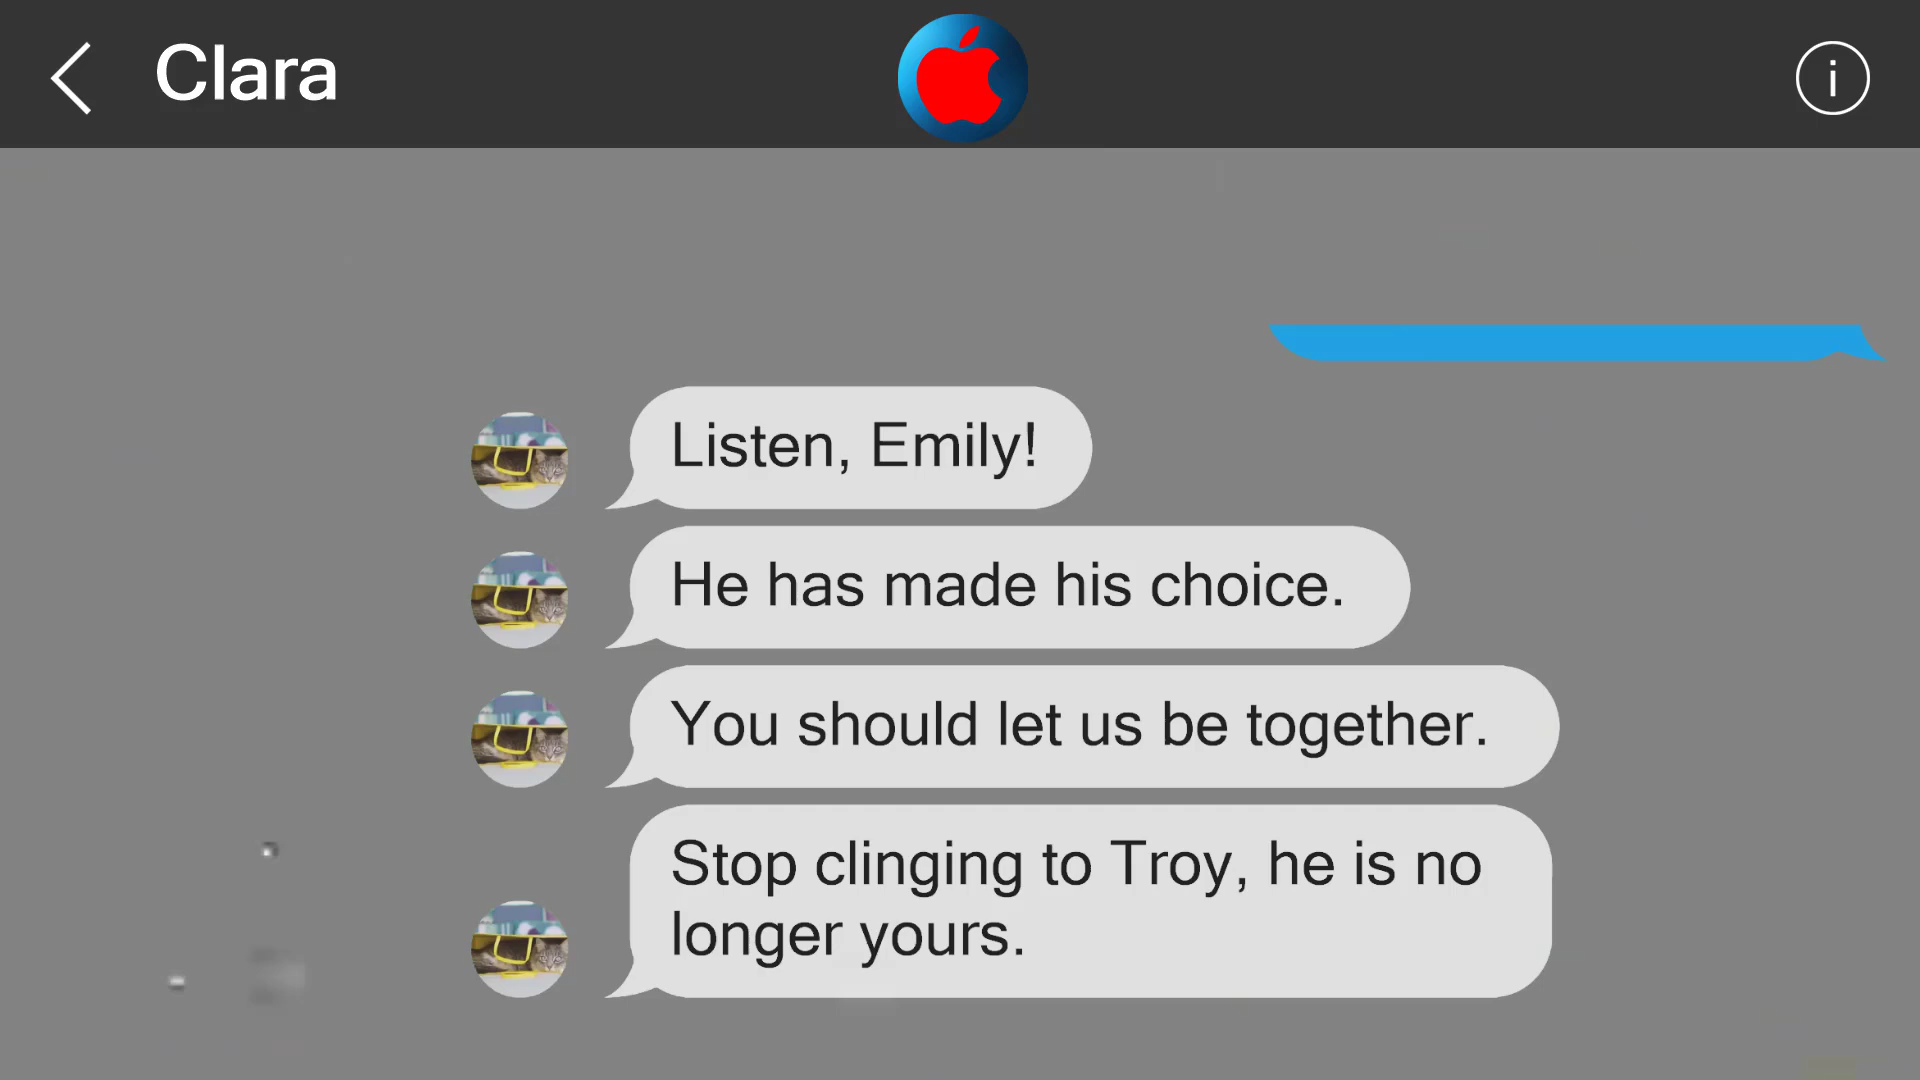 Clara
Listen, Emily!
He has made his choice.
You should let us be together.
Stop clinging to Troy, he is no
longer yours.